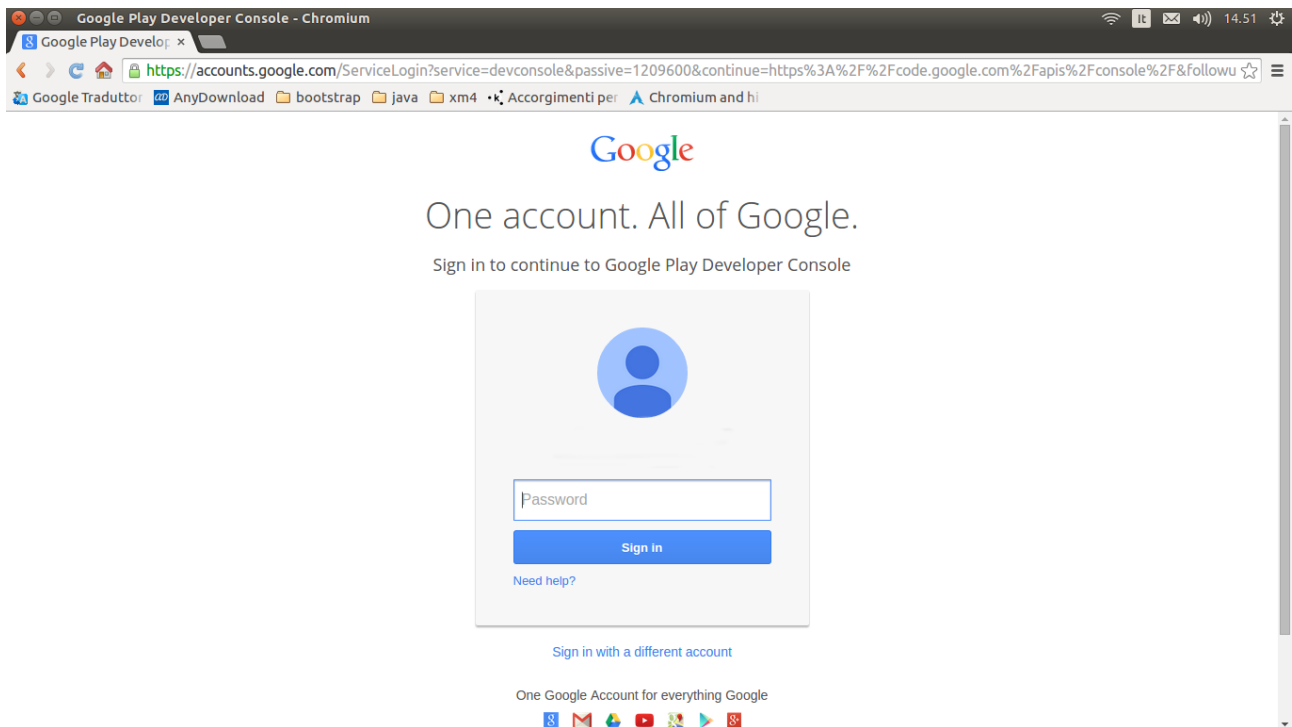 Google Play Developer Console - Chromium
It
14.51
Google Play Develop
https://accounts.google.com/ServiceLogin?service=devconsole&passive=1209600&continue=https%3A%2F%2Fcode.google.com%2Fapis%2Fconsole%2F&followu
Google Traduttor AnyDownload bootstrap java xm4 Accorgimenti per Chromium and hi
Google
One account. All of Google.
Sign in to continue to Google Play Developer Console
Password
Sign in
Need help?
Sign in with a different account
One Google Account for everything Google